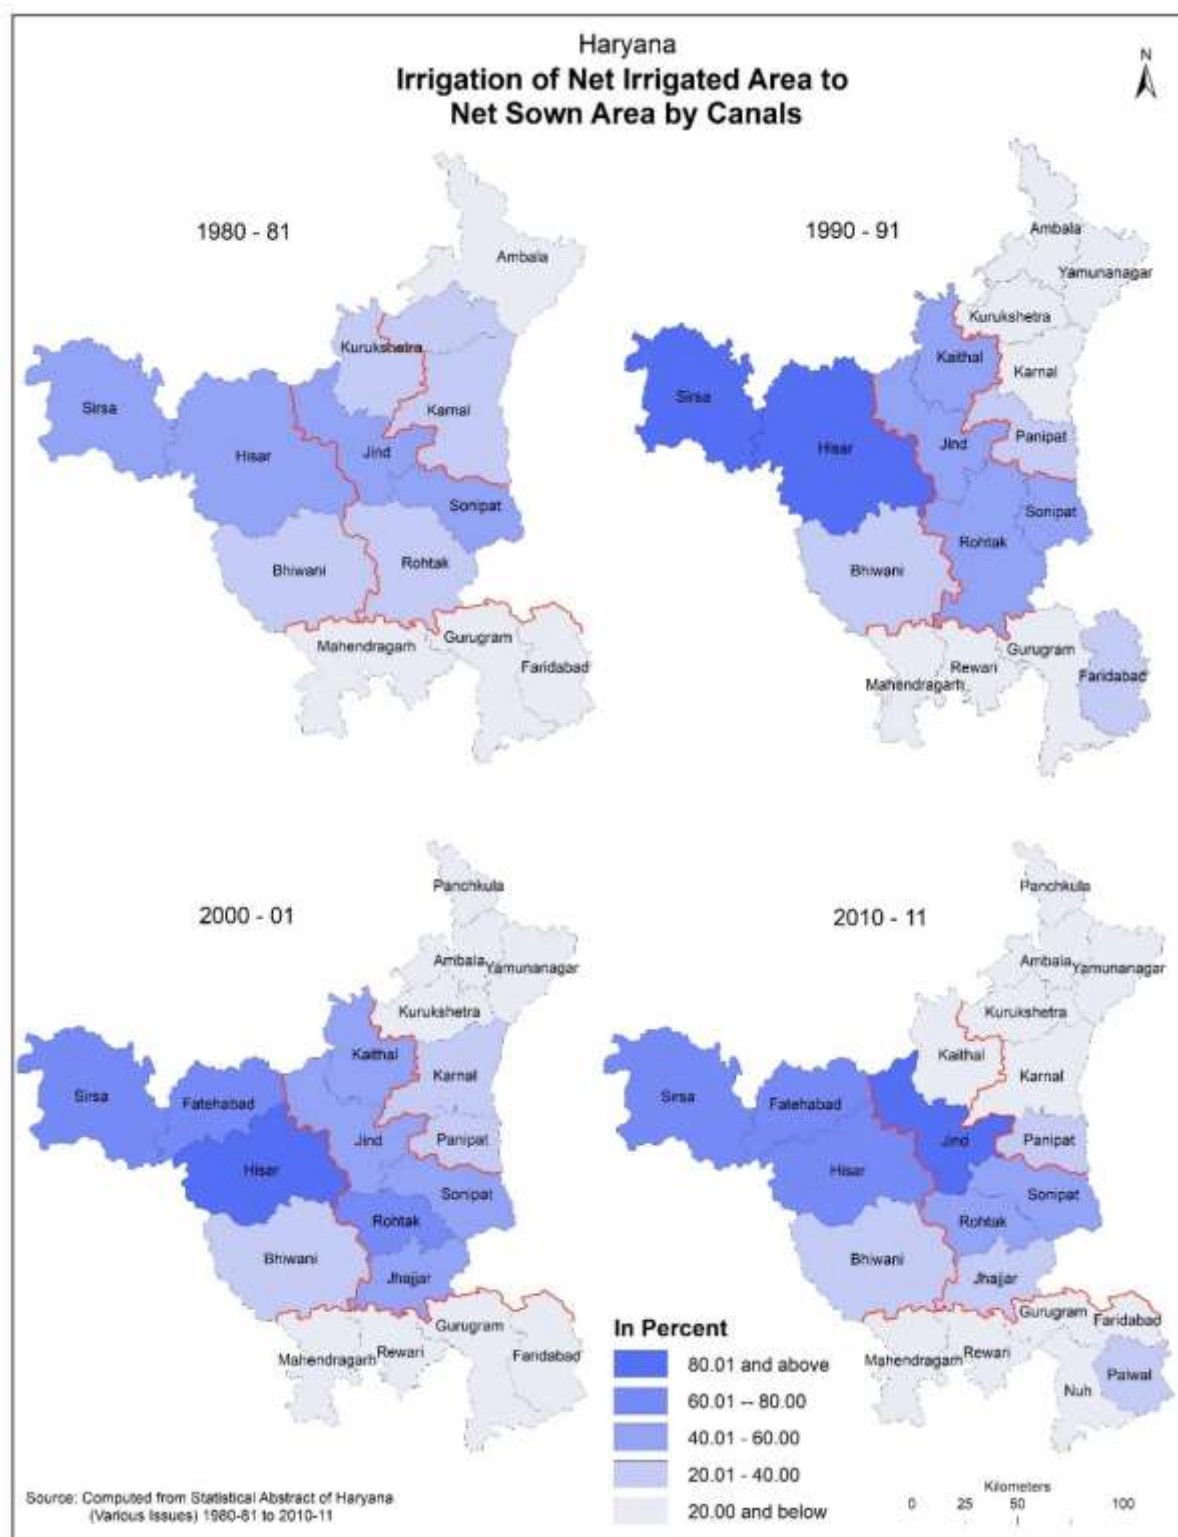 Haryana
Irrigation of Net Irrigated Area to
Net Sown Area by Canals
N
1980 - 81
Ambala
Kurukshetra
Sirsa
Karnal
Hisar
Jind
Sonipat
Bhiwani
Rohtak
Mahendragarh
Gurugram
Faridabad
1990 - 91
Ambala
Yamunanagar
Kurukshetra
Kaithal
Karnal
Sirsa
Panipat
Hisar
Jind
Sonipat
Rohtak
Bhiwani
Gurugram
Rewari
Mahendragarh
Faridabad
2000 - 01
Panchkula
Ambala
Yamunanagar
Kurukshetra
Kaithal
Karnal
Sirsa
Fatehabad
Jind
Panipat
Hisar
Sonipat
Rohtak
Bhiwani
Jhajjar
Gurugram
Rewari
Mahendragarh
Faridabad
2010 - 11
Panchkula
Ambala
Yamunanagar
Kurukshetra
Kaithal
Karnal
Sirsa
Fatehabad
Jind
Panipat
Hisar
Sonipat
Rohtak
Bhiwani
Jhajjar
Gurugram
Faridabad
Rewari
Mahendragarh
Palwal
Nuh
In Percent
80.01 and above
60.01 -- 80.00
40.01 - 60.00
20.01 - 40.00
20.00 and below
Source: Computed from Statistical Abstract of Haryana
(Various Issues) 1980-81 to 2010-11
Kilometers
0 25 50 100